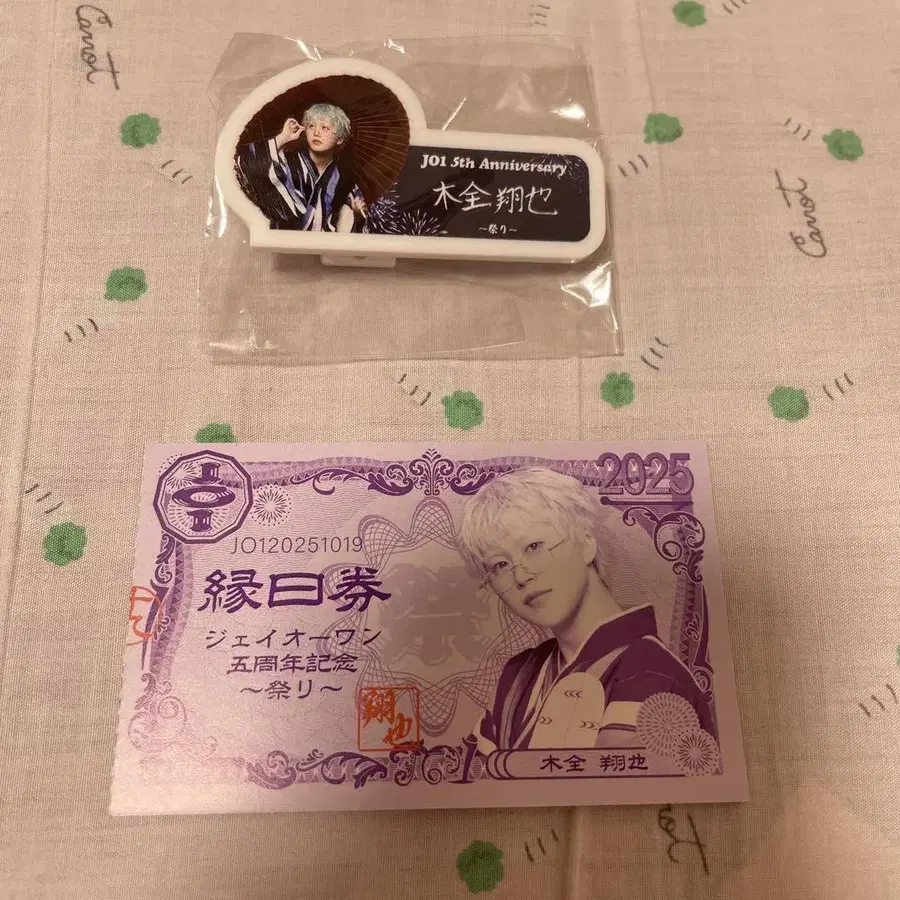 Carrot
JO1 5th Anniversary
木全翔也
～祭り～
Carrot
2025
JO120251019
縁日券
ジェイオーワン
五周年記念
～祭り～
翔也
木全 翔也